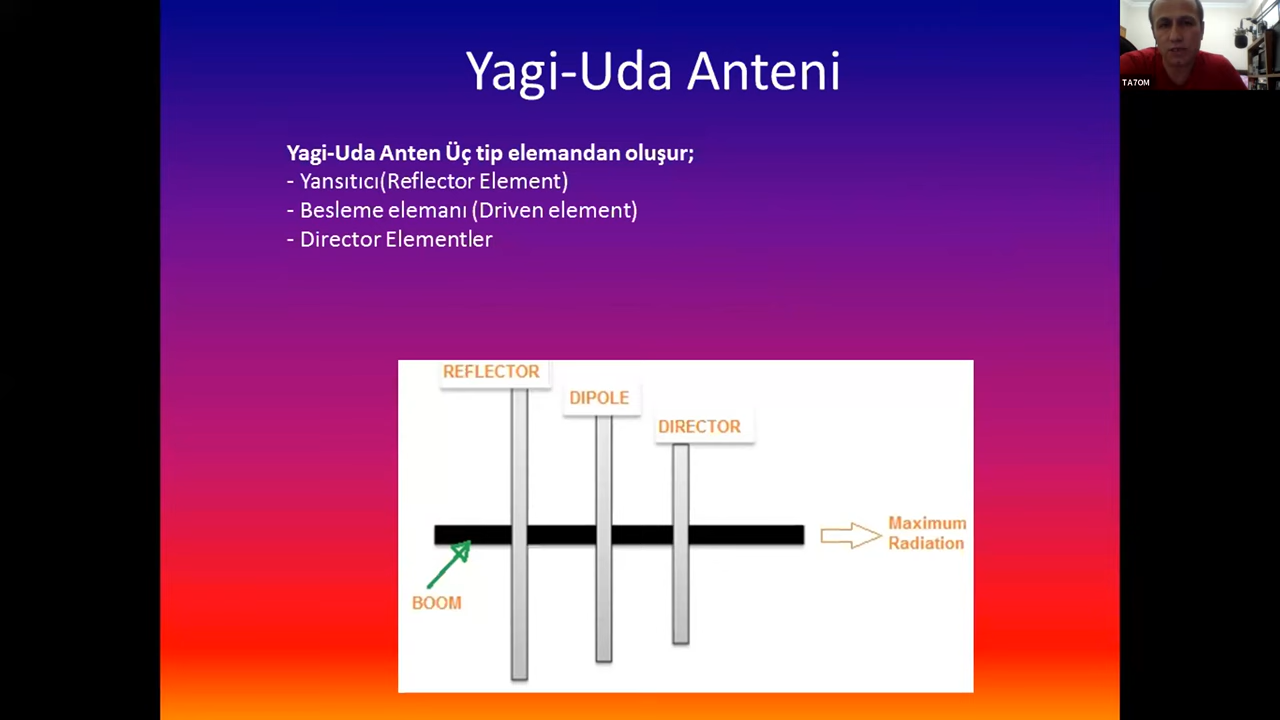 Yagi-Uda Anteni
TA7OM
Yagi-Uda Anten Üç tip elemandan oluşur;
- Yansıtıcı(Reflector Element)
- Besleme elemanı (Driven element)
- Director Elementler
REFLECTOR
DIPOLE
DIRECTOR
Maximum
Radiation
BOOM